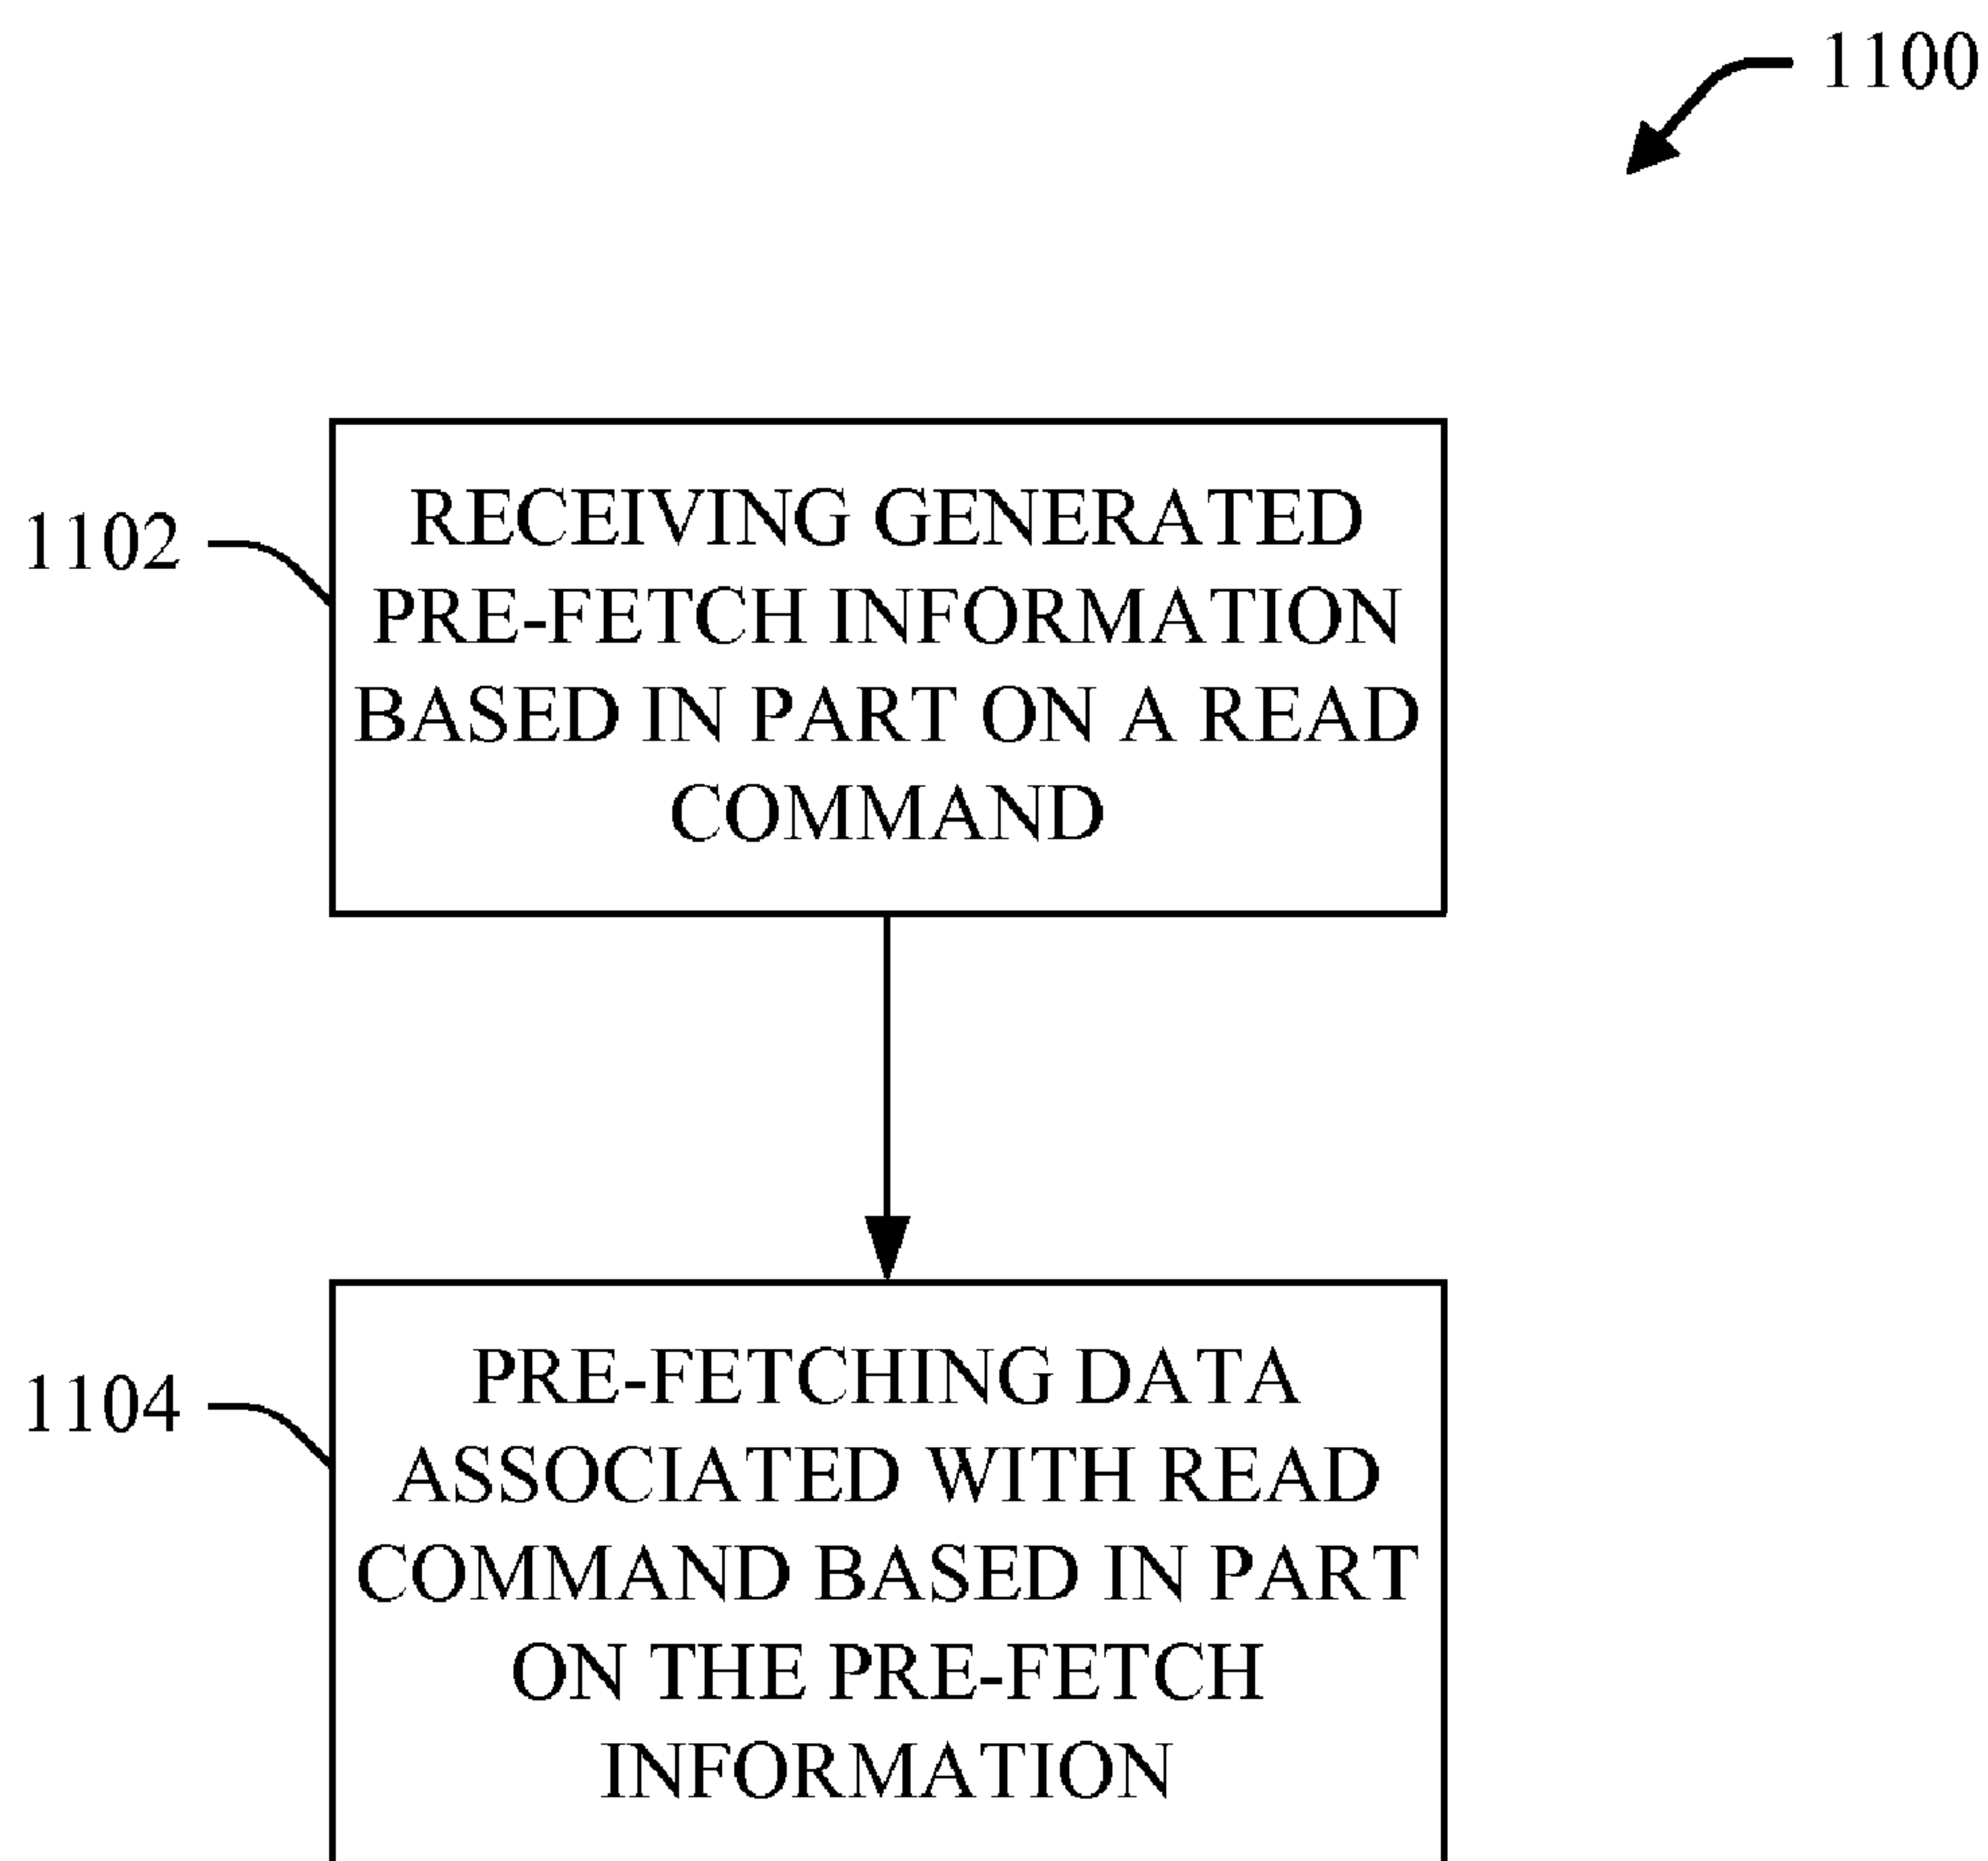 1100
1102
RECEIVING GENERATED
PRE-FETCH INFORMATION
BASED IN PART ON A READ
COMMAND
1104
PRE-FETCHING DATA
ASSOCIATED WITH READ
COMMAND BASED IN PART
ON THE PRE-FETCH
INFORMATION